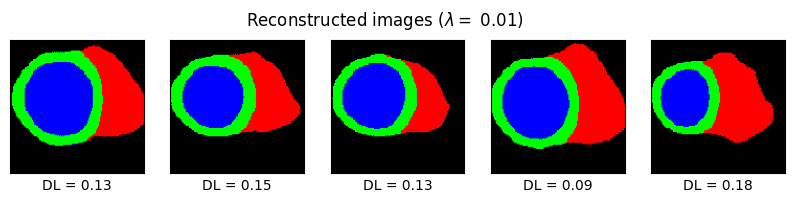 Reconstructed images (λ = 0.01)
DL = 0.13
DL = 0.15
DL = 0.13
DL = 0.09
DL = 0.18